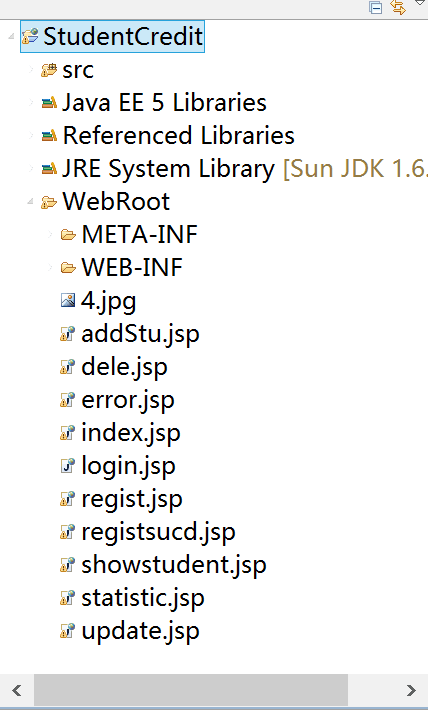 StudentCredit
src
Java EE 5 Libraries
Referenced Libraries
JRE System Library [Sun JDK 1.6.
WebRoot
META-INF
WEB-INF
4.jpg
addStu.jsp
dele.jsp
error.jsp
index.jsp
login.jsp
regist.jsp
registsucd.jsp
showstudent.jsp
statistic.jsp
update.jsp